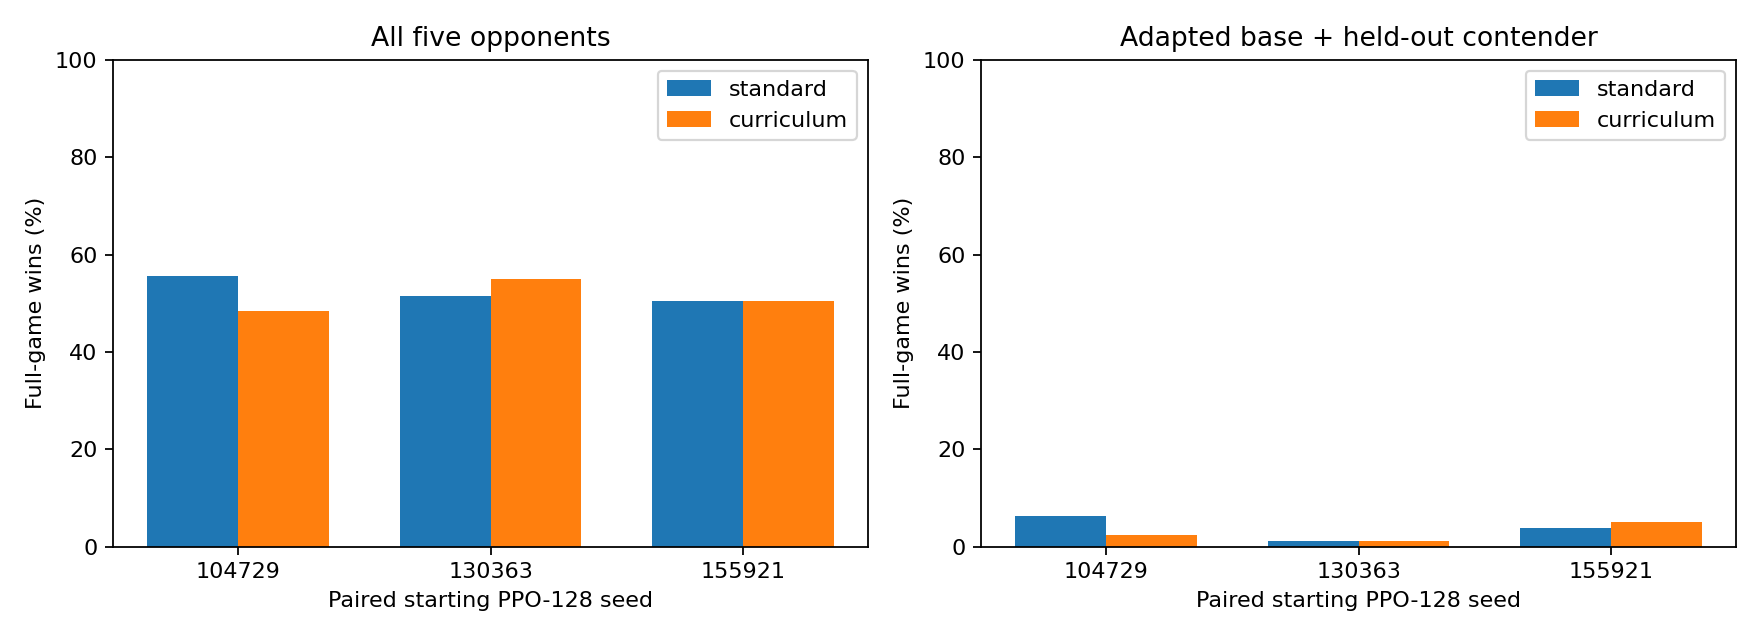 All five opponents
100
80
60
40
20
0
Full-game wins (%)
standard
curriculum
104729
130363
155921
Paired starting PPO-128 seed
Adapted base + held-out contender
100
80
60
40
20
0
Full-game wins (%)
standard
curriculum
104729
130363
155921
Paired starting PPO-128 seed